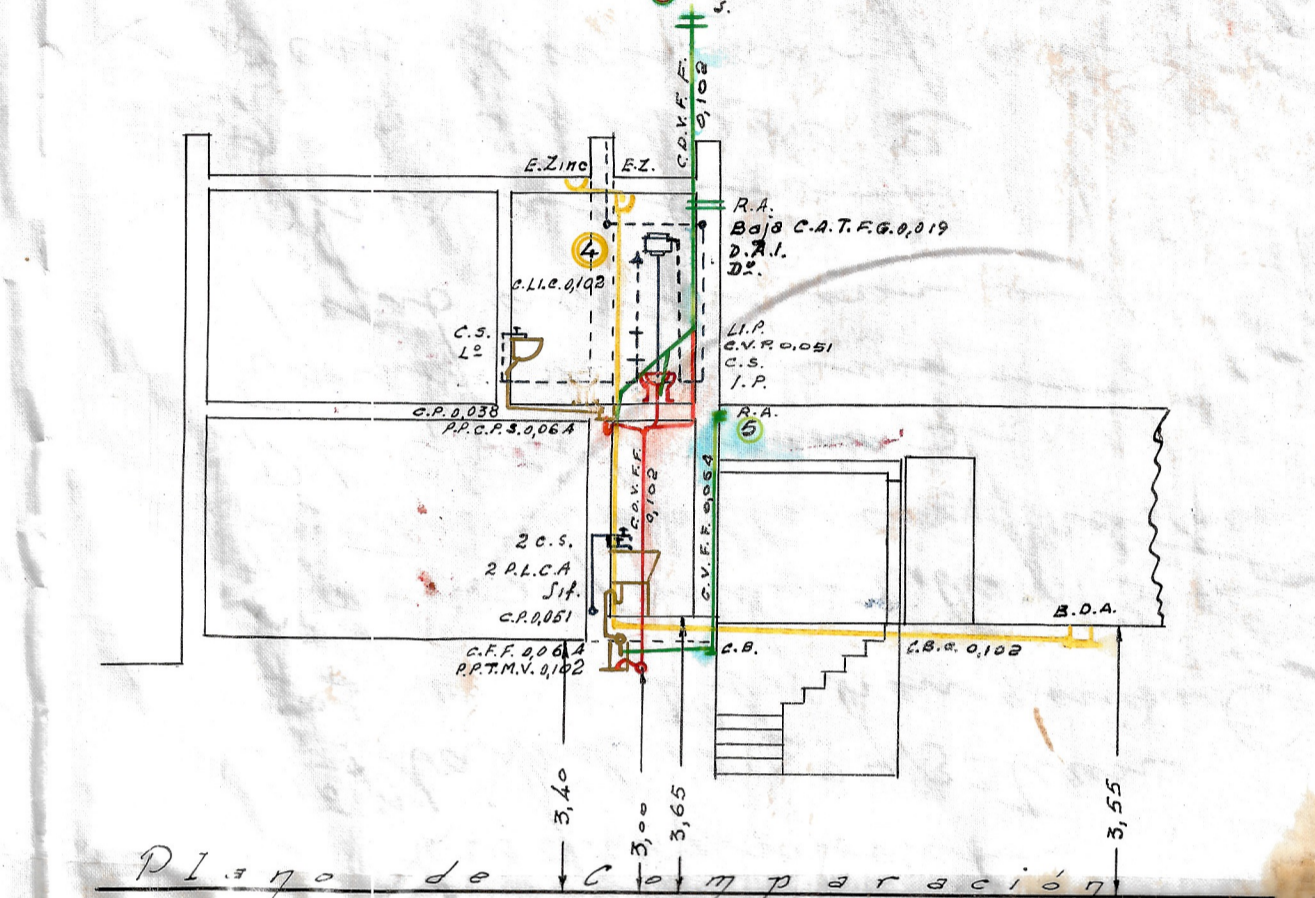 S.
C.D.V.F.F.
0,102
E.Zinc E.Z.
R.A.
Baja C.A.T.F.G.0,019
D.A.I.
Dº.
4
C.LI.C.0,102
C.S.
Lº
LI.P.
C.V.P. 0,051
C.S.
I.P.
C.P.0,038
P.P.C.P.S.0,064
R.A.
5
C.D.V.F.F.
0,102
C.V.F.F. 0,064
2 C.S.
2 P.L.C.A
Sif.
C.P.0,051
B.D.A.
C.F.F. 0,064
P.P.T.M.V. 0,102
C.B.
C.B.C. 0,102
3,40
3,00
3,65
3,55
Plano de Comparación